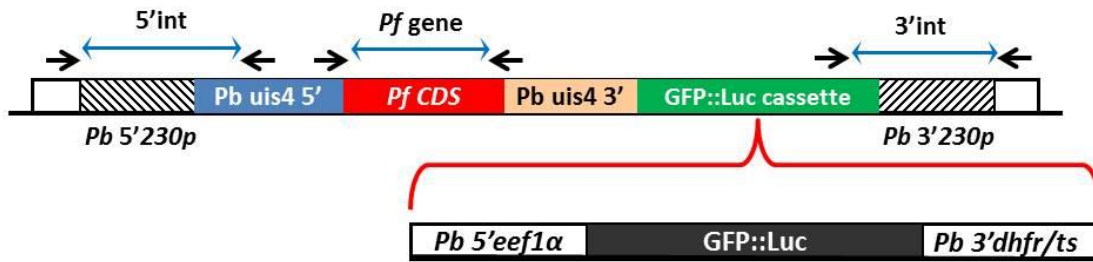 5'int Pf gene 3'int
Pb uis4 5' Pf CDS Pb uis4 3' GFP::Luc cassette
Pb 5'230p Pb 3'230p
Pb 5'eef1α GFP::Luc Pb 3'dhfr/ts